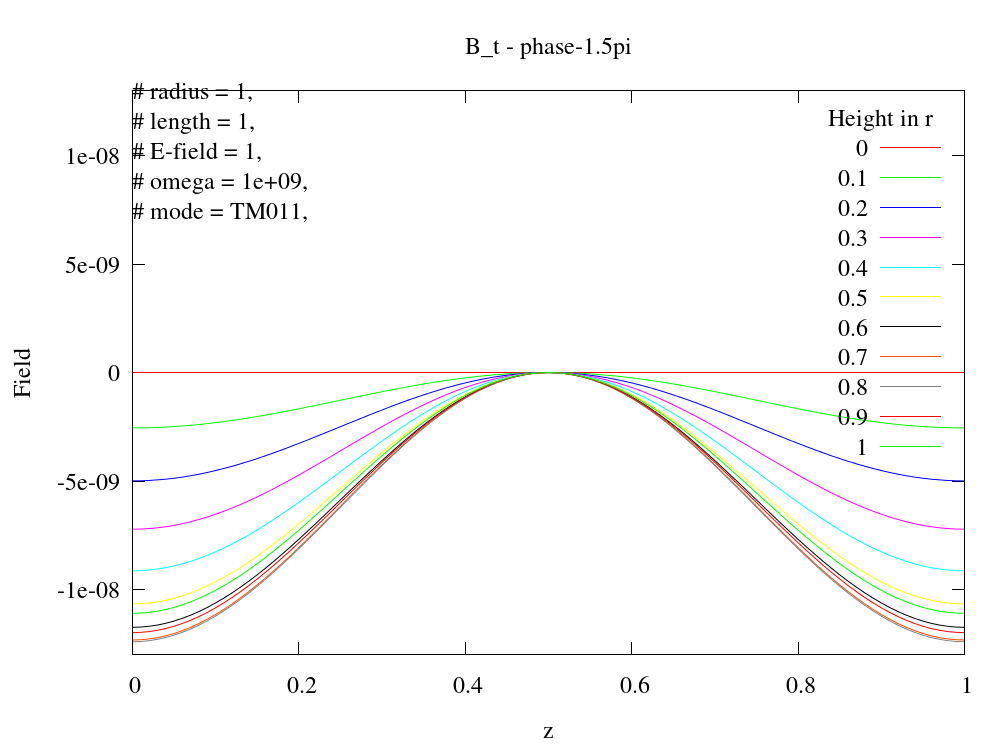 B_t - phase-1.5pi
# radius = 1,
# length = 1,
# E-field = 1,
# omega = 1e+09,
# mode = TM011,
Height in r
0
0.1
0.2
0.3
0.4
0.5
0.6
0.7
0.8
0.9
1
1e-08
5e-09
0
-5e-09
-1e-08
Field
0 0.2 0.4 0.6 0.8 1
z